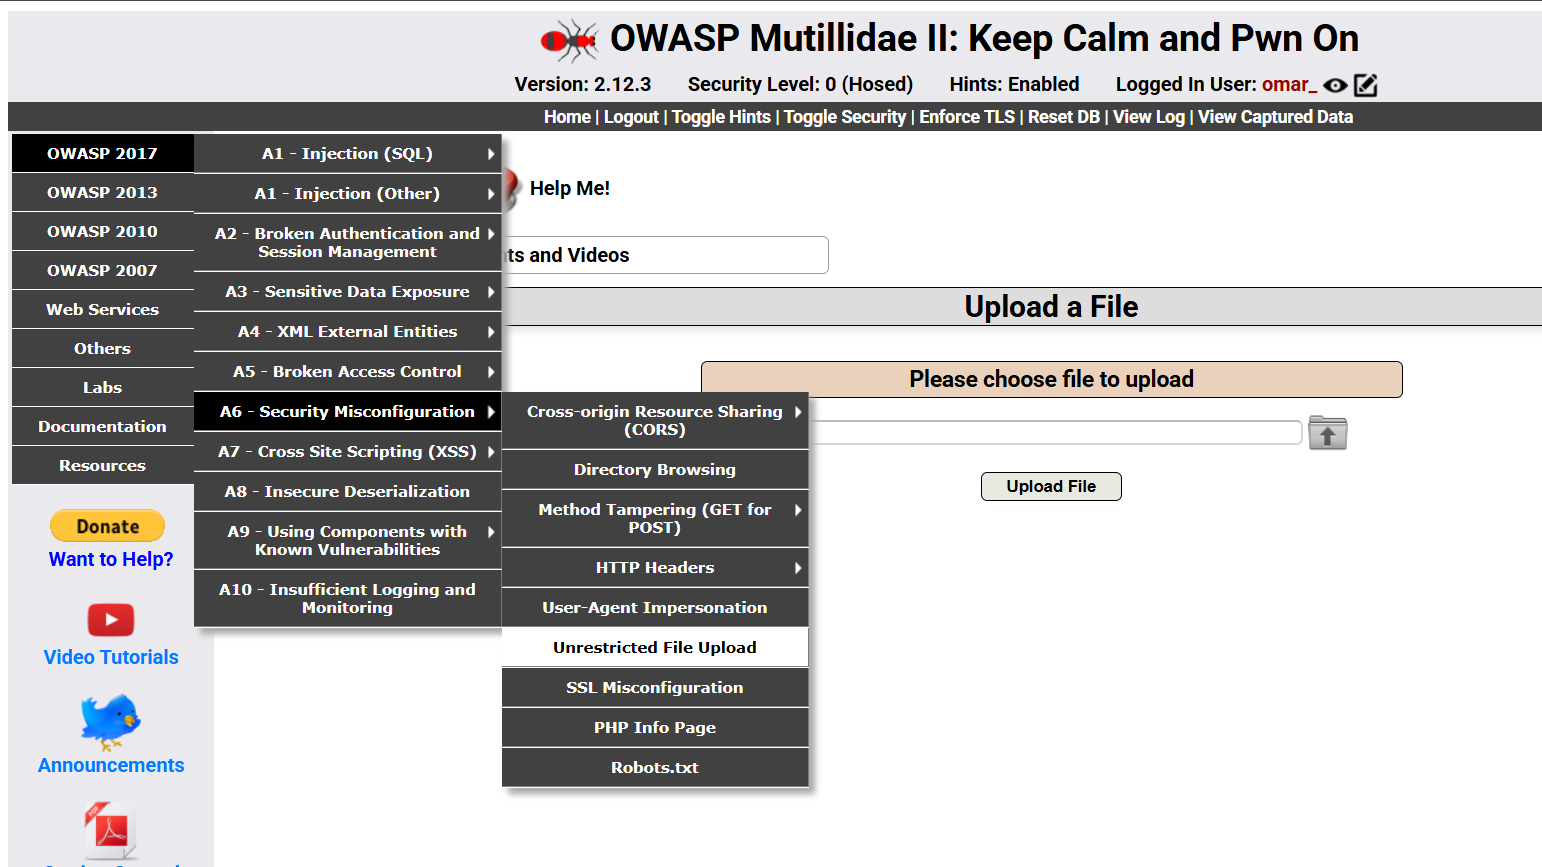 OWASP Mutillidae II: Keep Calm and Pwn On
Version: 2.12.3 Security Level: 0 (Hosed) Hints: Enabled Logged In User: omar_
Home | Logout | Toggle Hints | Toggle Security | Enforce TLS | Reset DB | View Log | View Captured Data
OWASP 2017
OWASP 2013
OWASP 2010
OWASP 2007
Web Services
Others
Labs
Documentation
Resources
Donate
Want to Help?
Video Tutorials
Announcements
A1 - Injection (SQL)
A1 - Injection (Other)
A2 - Broken Authentication and
Session Management
A3 - Sensitive Data Exposure
A4 - XML External Entities
A5 - Broken Access Control
A6 - Security Misconfiguration
A7 - Cross Site Scripting (XSS)
A8 - Insecure Deserialization
A9 - Using Components with
Known Vulnerabilities
A10 - Insufficient Logging and
Monitoring
Cross-origin Resource Sharing
(CORS)
Directory Browsing
Method Tampering (GET for
POST)
HTTP Headers
User-Agent Impersonation
Unrestricted File Upload
SSL Misconfiguration
PHP Info Page
Robots.txt
Help Me!
and Videos
Upload a File
Please choose file to upload
Upload File